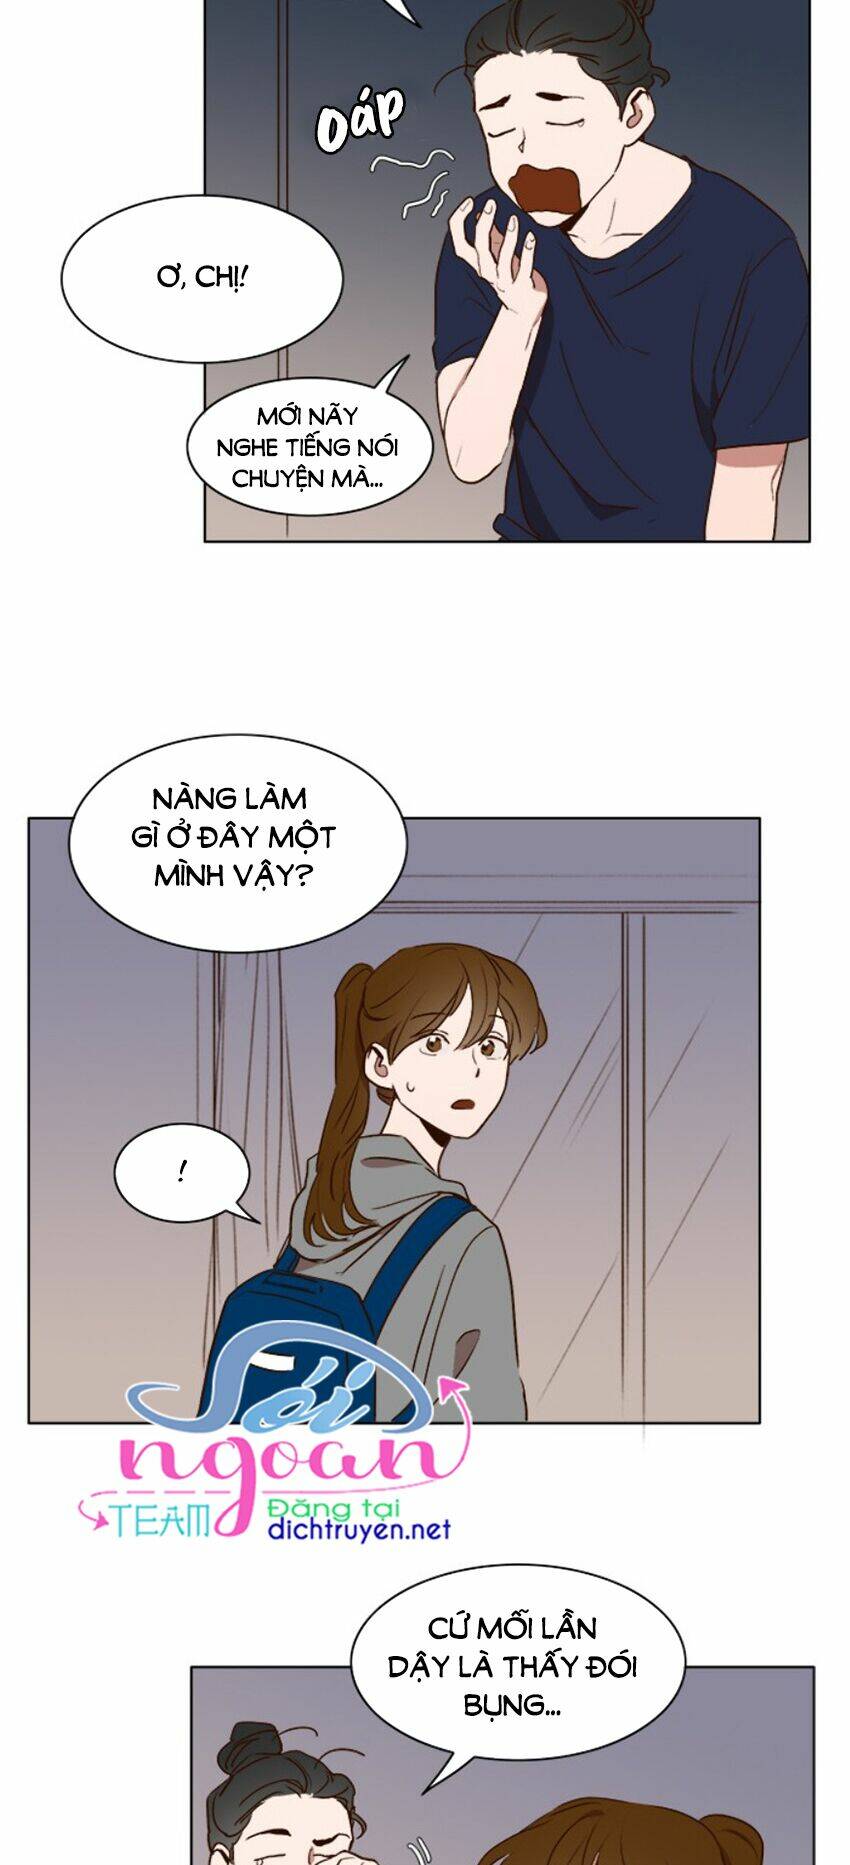 Oáp
Ơ, CHỊ!
MỚI NÃY
NGHE TIẾNG NÓI
CHUYỆN MÀ...
NÀNG LÀM
GÌ Ở ĐÂY MỘT
MÌNH VẬY?
!
Sói
ngoan
TEAM
Đăng tại
dichtruyen.net
CỨ MỖI LẦN
DẬY LÀ THẤY ĐÓI
BỤNG...